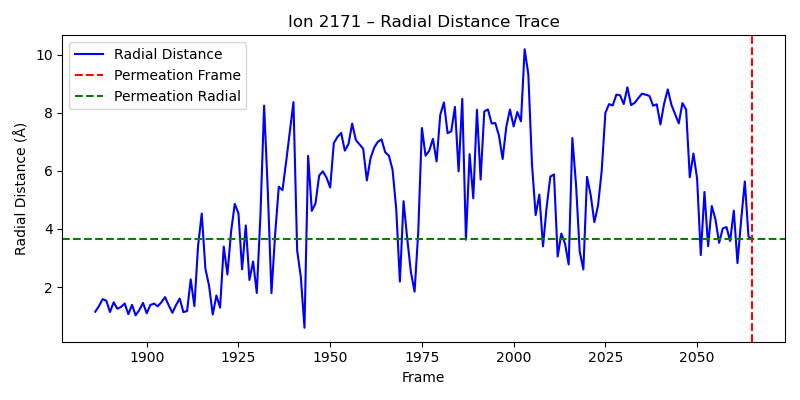 Ion 2171 – Radial Distance Trace
Radial Distance (Å)
10
8
6
4
2
Radial Distance
Permeation Frame
Permeation Radial
1900
1925
1950
1975
2000
2025
2050
Frame